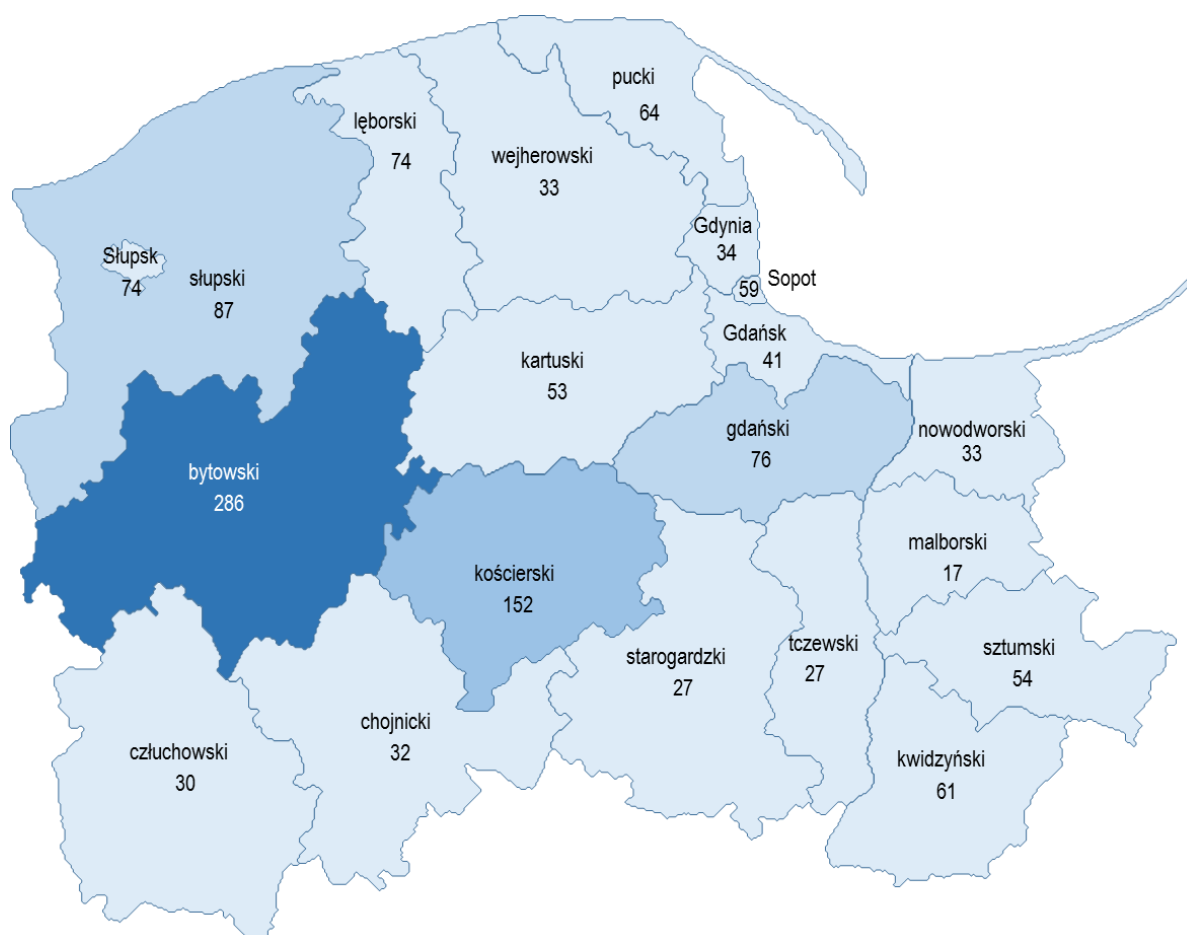 pucki
64
lęborski
74
wejherowski
33
Gdynia
34
Słupsk
74
słupski
87
59
Sopot
Gdańsk
41
kartuski
53
gdański
76
nowodworski
33
bytowski
286
malborski
17
kościerski
152
starogardzki
27
tczewski
27
sztumski
54
chojnicki
32
człuchowski
30
kwidzyński
61